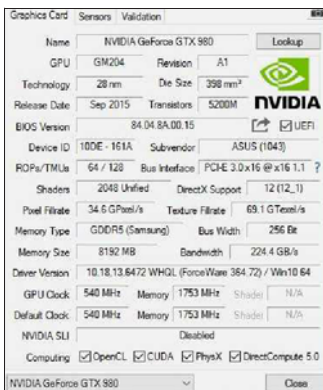 Graphics Card Sensors Validation
Name NVIDIA GeForce GTX 980 Lookup
GPU GM204 Revision A1
Technology 28 nm Die Size 398 mm²
Release Date Sep 2015 Transistors 5200M
NVIDIA
BIOS Version 84.04.8A.00.15 UEFI
Device ID 10DE - 161A Subvendor ASUS (1043)
ROPs/TMUs 64 / 128 Bus Interface PCI-E 3.0 x16 @ x16 1.1 ?
Shaders 2048 Unified DirectX Support 12 (12_1)
Pixel Fillrate 34.6 GPixel/s Texture Fillrate 69.1 GTexel/s
Memory Type GDDR5 (Samsung) Bus Width 256 Bit
Memory Size 8192 MB Bandwidth 224.4 GB/s
Driver Version 10.18.13.6472 WHQL (ForceWare 364.72) / Win10 64
GPU Clock 540 MHz Memory 1753 MHz Shader N/A
Default Clock 540 MHz Memory 1753 MHz Shader N/A
NVIDIA SLI Disabled
Computing OpenCL CUDA PhysX DirectCompute 5.0
NVIDIA GeForce GTX 980 Close